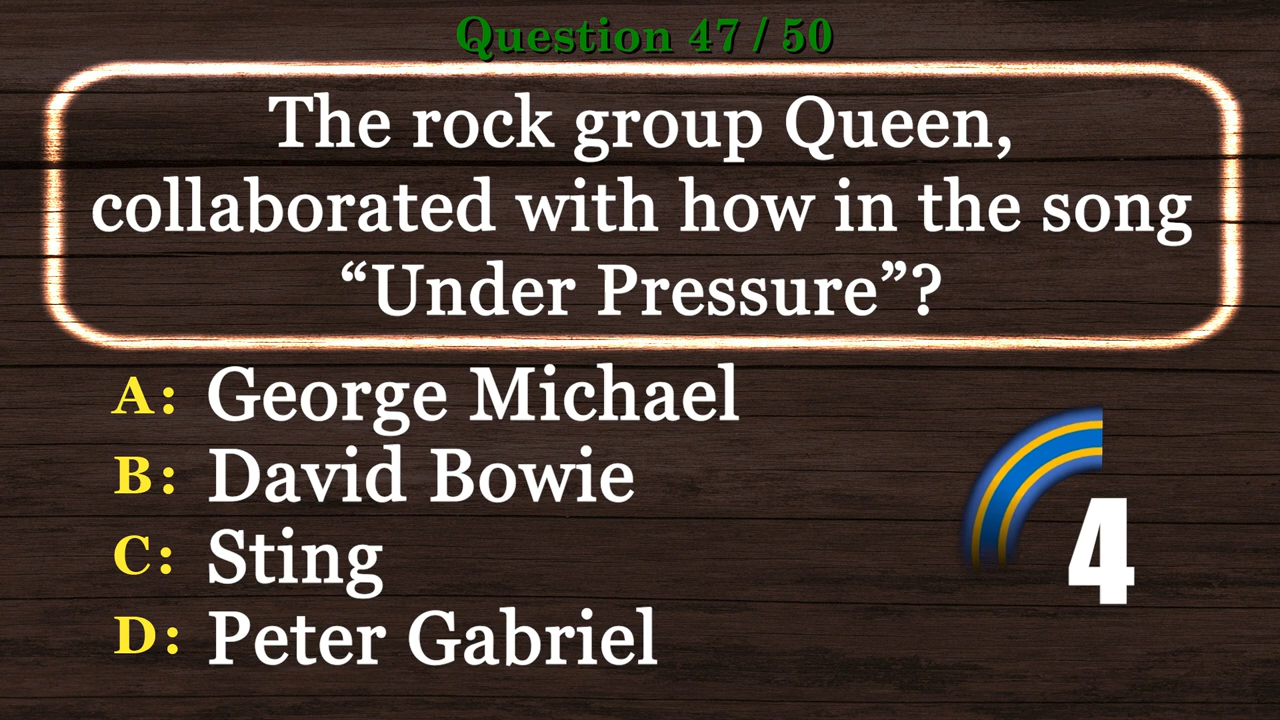 Question 47 / 50
The rock group Queen,
collaborated with how in the song
“Under Pressure”?
A: George Michael
B: David Bowie
C: Sting
D: Peter Gabriel
4